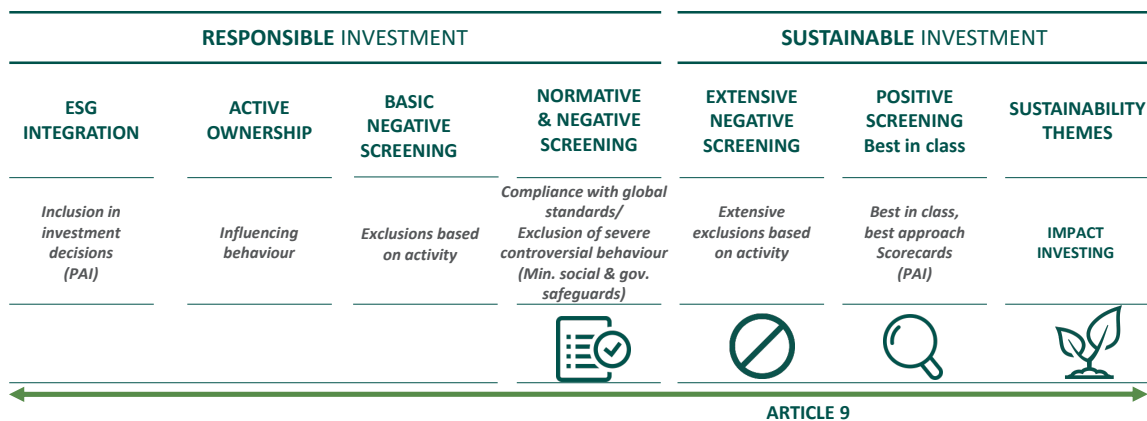 RESPONSIBLE INVESTMENT
SUSTAINABLE INVESTMENT
ESG
INTEGRATION
ACTIVE
OWNERSHIP
BASIC
NEGATIVE
SCREENING
NORMATIVE
& NEGATIVE
SCREENING
EXTENSIVE
NEGATIVE
SCREENING
POSITIVE
SCREENING
Best in class
SUSTAINABILITY
THEMES
Inclusion in
investment
decisions
(PAI)
Influencing
behaviour
Exclusions based
on activity
Compliance with global
standards/
Exclusion of severe
controversial behaviour
(Min. social & gov.
safeguards)
Extensive
exclusions based
on activity
Best in class,
best approach
Scorecards
(PAI)
IMPACT
INVESTING
ARTICLE 9